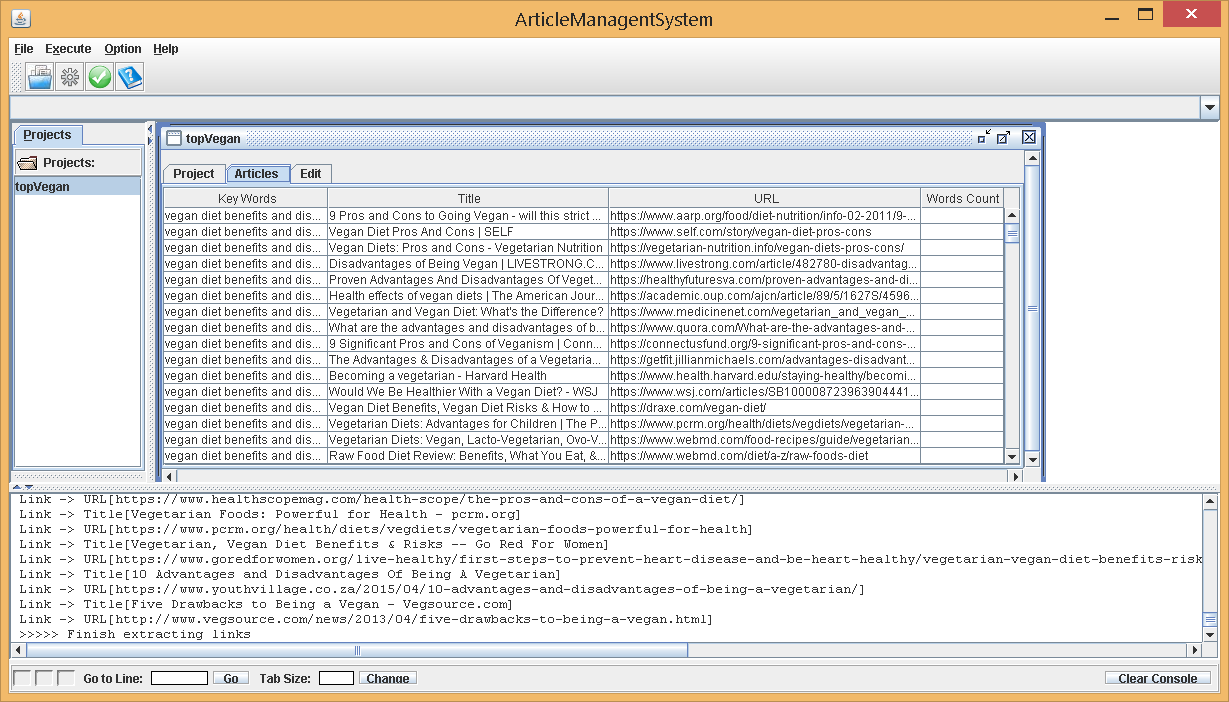 ArticleManagentSystem
File Execute Option Help
Projects
Projects:
topVegan
topVegan
Project Articles Edit
Key Words Title URL Words Count
vegan diet benefits and dis... 9 Pros and Cons to Going Vegan - will this strict ... https://www.aarp.org/food/diet-nutrition/info-02-2011/9-...
vegan diet benefits and dis... Vegan Diet Pros And Cons | SELF https://www.self.com/story/vegan-diet-pros-cons
vegan diet benefits and dis... Vegan Diets: Pros and Cons - Vegetarian Nutrition https://vegetarian-nutrition.info/vegan-diets-pros-cons/
vegan diet benefits and dis... Disadvantages of Being Vegan | LIVESTRONG.C... https://www.livestrong.com/article/482780-disadvantag...
vegan diet benefits and dis... Proven Advantages And Disadvantages Of Veget... https://healthyfuturesva.com/proven-advantages-and-di...
vegan diet benefits and dis... Health effects of vegan diets | The American Jour... https://academic.oup.com/ajcn/article/89/5/1627S/4596...
vegan diet benefits and dis... Vegetarian and Vegan Diet: What's the Difference? https://www.medicinenet.com/vegetarian_and_vegan_...
vegan diet benefits and dis... What are the advantages and disadvantages of b... https://www.quora.com/What-are-the-advantages-and-...
vegan diet benefits and dis... 9 Significant Pros and Cons of Veganism | Conn... https://connectusfund.org/9-significant-pros-and-cons-...
vegan diet benefits and dis... The Advantages & Disadvantages of a Vegetaria... https://getfit.jillianmichaels.com/advantages-disadvant...
vegan diet benefits and dis... Becoming a vegetarian - Harvard Health https://www.health.harvard.edu/staying-healthy/becomi...
vegan diet benefits and dis... Would We Be Healthier With a Vegan Diet? - WSJ https://www.wsj.com/articles/SB1000087239639044441...
vegan diet benefits and dis... Vegan Diet Benefits, Vegan Diet Risks & How to ... https://draxe.com/vegan-diet/
vegan diet benefits and dis... Vegetarian Diets: Advantages for Children | The P... https://www.pcrm.org/health/diets/vegdiets/vegetarian-...
vegan diet benefits and dis... Vegetarian Diets: Vegan, Lacto-Vegetarian, Ovo-V... https://www.webmd.com/food-recipes/guide/vegetarian...
vegan diet benefits and dis... Raw Food Diet Review: Benefits, What You Eat, &... https://www.webmd.com/diet/a-z/raw-foods-diet
Link -> URL[https://www.healthscopemag.com/health-scope/the-pros-and-cons-of-a-vegan-diet/]
Link -> Title[Vegetarian Foods: Powerful for Health - pcrm.org]
Link -> URL[https://www.pcrm.org/health/diets/vegdiets/vegetarian-foods-powerful-for-health]
Link -> Title[Vegetarian, Vegan Diet Benefits & Risks -- Go Red For Women]
Link -> URL[https://www.goredforwomen.org/live-healthy/first-steps-to-prevent-heart-disease-and-be-heart-healthy/vegetarian-vegan-diet-benefits-risk
Link -> Title[10 Advantages and Disadvantages Of Being A Vegetarian]
Link -> URL[https://www.youthvillage.co.za/2015/04/10-advantages-and-disadvantages-of-being-a-vegetarian/]
Link -> Title[Five Drawbacks to Being a Vegan - Vegsource.com]
Link -> URL[http://www.vegsource.com/news/2013/04/five-drawbacks-to-being-a-vegan.html]
>>>>> Finish extracting links
Go to Line: Go Tab Size: Change Clear Console